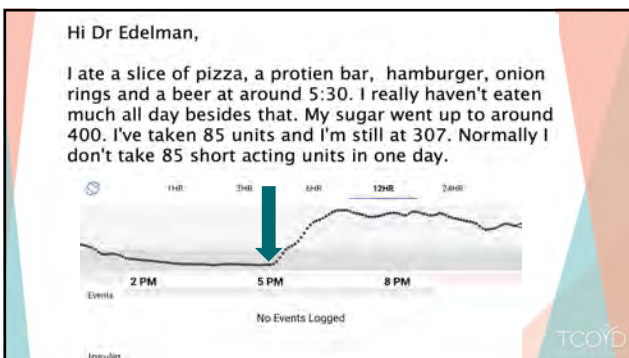 Hi Dr Edelman,
I ate a slice of pizza, a protien bar, hamburger, onion
rings and a beer at around 5:30. I really haven't eaten
much all day besides that. My sugar went up to around
400. I've taken 85 units and I'm still at 307. Normally I
don't take 85 short acting units in one day.
1HR 3HR 6HR 12HR 24HR
2 PM 5 PM 8 PM
Events
No Events Logged
Insulin
TCOYD